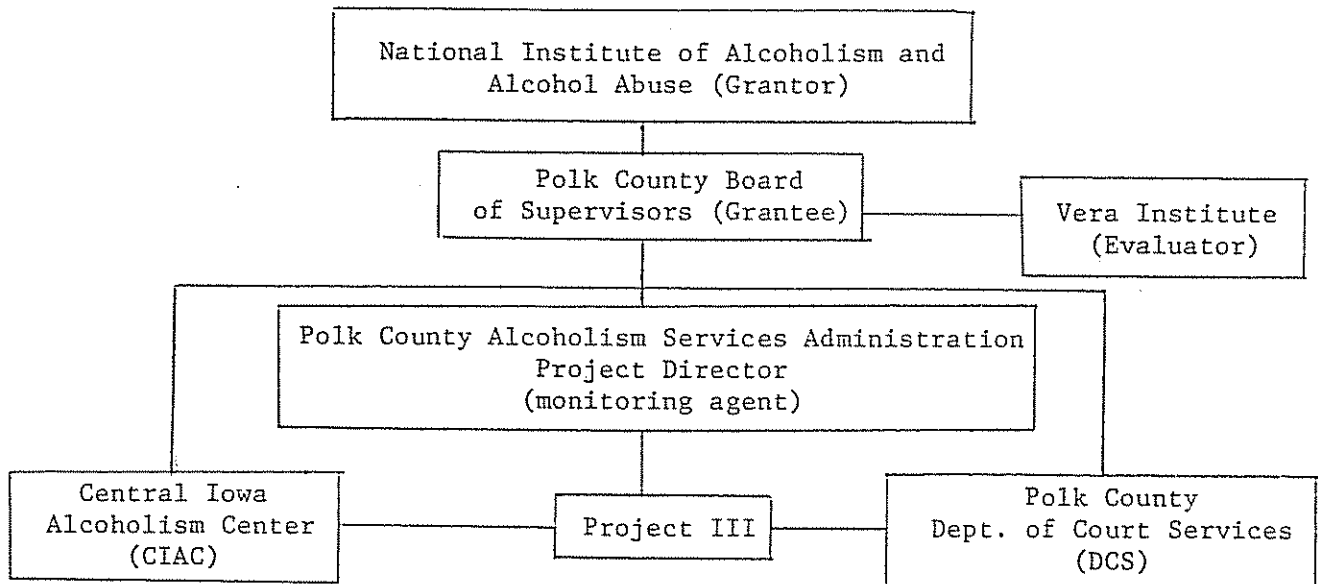 National Institute of Alcoholism and
Alcohol Abuse (Grantor)
Polk County Board
of Supervisors (Grantee)
Vera Institute
(Evaluator)
Polk County Alcoholism Services Administration
Project Director
(monitoring agent)
Central Iowa
Alcoholism Center
(CIAC)
Project III
Polk County
Dept. of Court Services
(DCS)